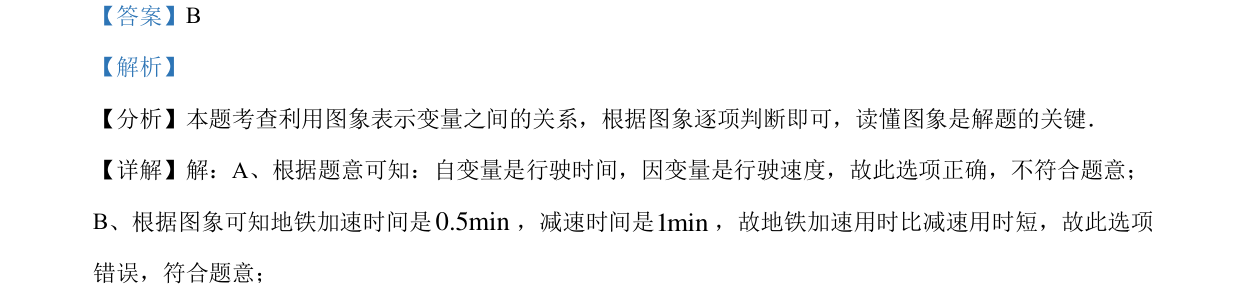 【答案】B
【解析】
【分析】本题考查利用图象表示变量之间的关系，根据图象逐项判断即可，读懂图象是解题的关键．
【详解】解：A、根据题意可知：自变量是行驶时间，因变量是行驶速度，故此选项正确，不符合题意；
B、根据图象可知地铁加速时间是0.5min，减速时间是1min，故地铁加速用时比减速用时短，故此选项
错误，符合题意；